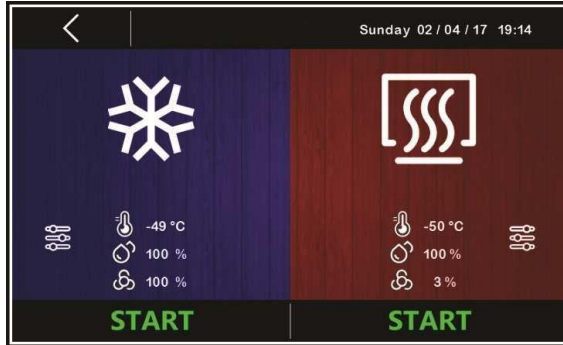 Sunday 02 / 04 / 17 19:14
-49 °C
100 %
100 %
-50 °C
100 %
3 %
START
START